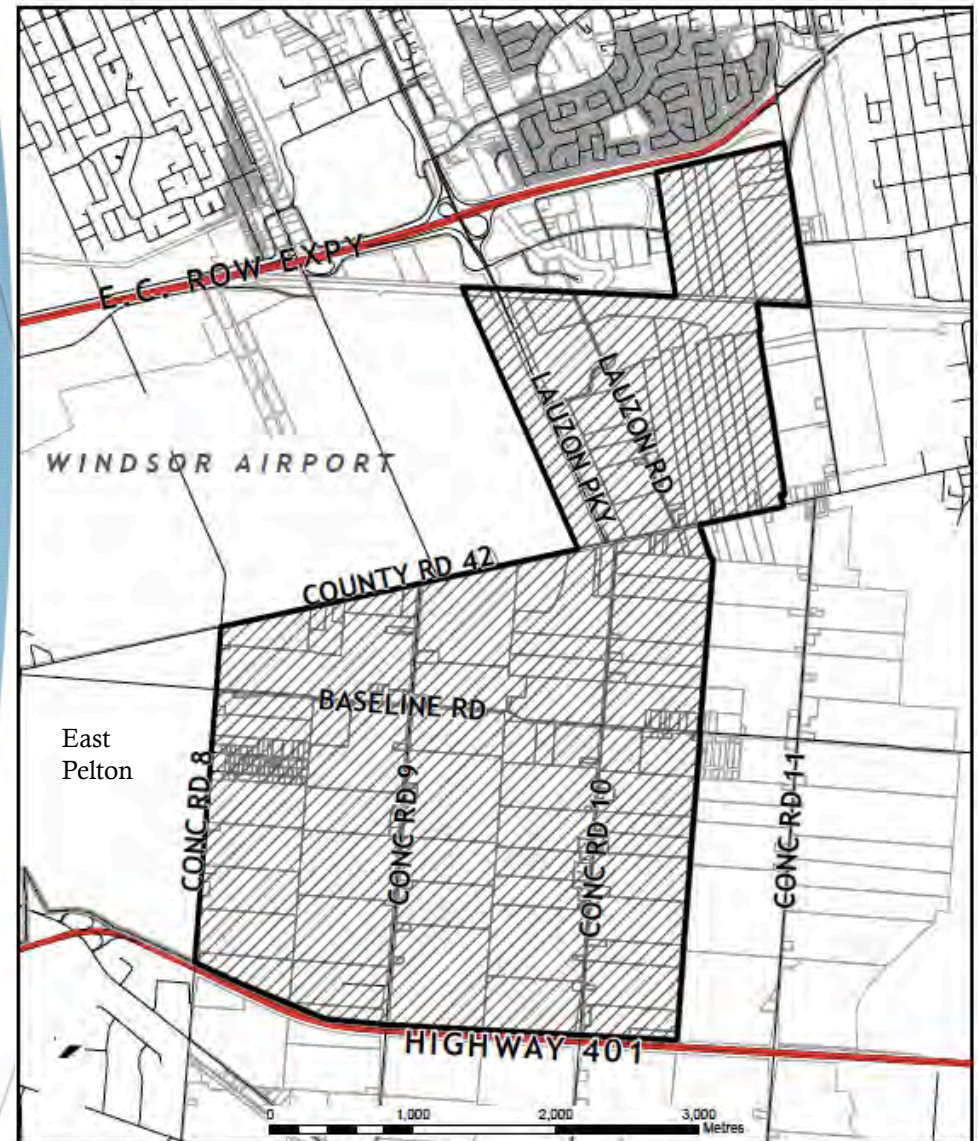 E.C. ROW EXPY
LAUZON PKY
LAUZON RD
WINDSOR AIRPORT
COUNTY RD 42
BASELINE RD
East
Pelton
CONC RD 8
CONC RD 9
CONC RD 10
CONC RD 11
HIGHWAY 401
0 1,000 2,000 3,000
Metres